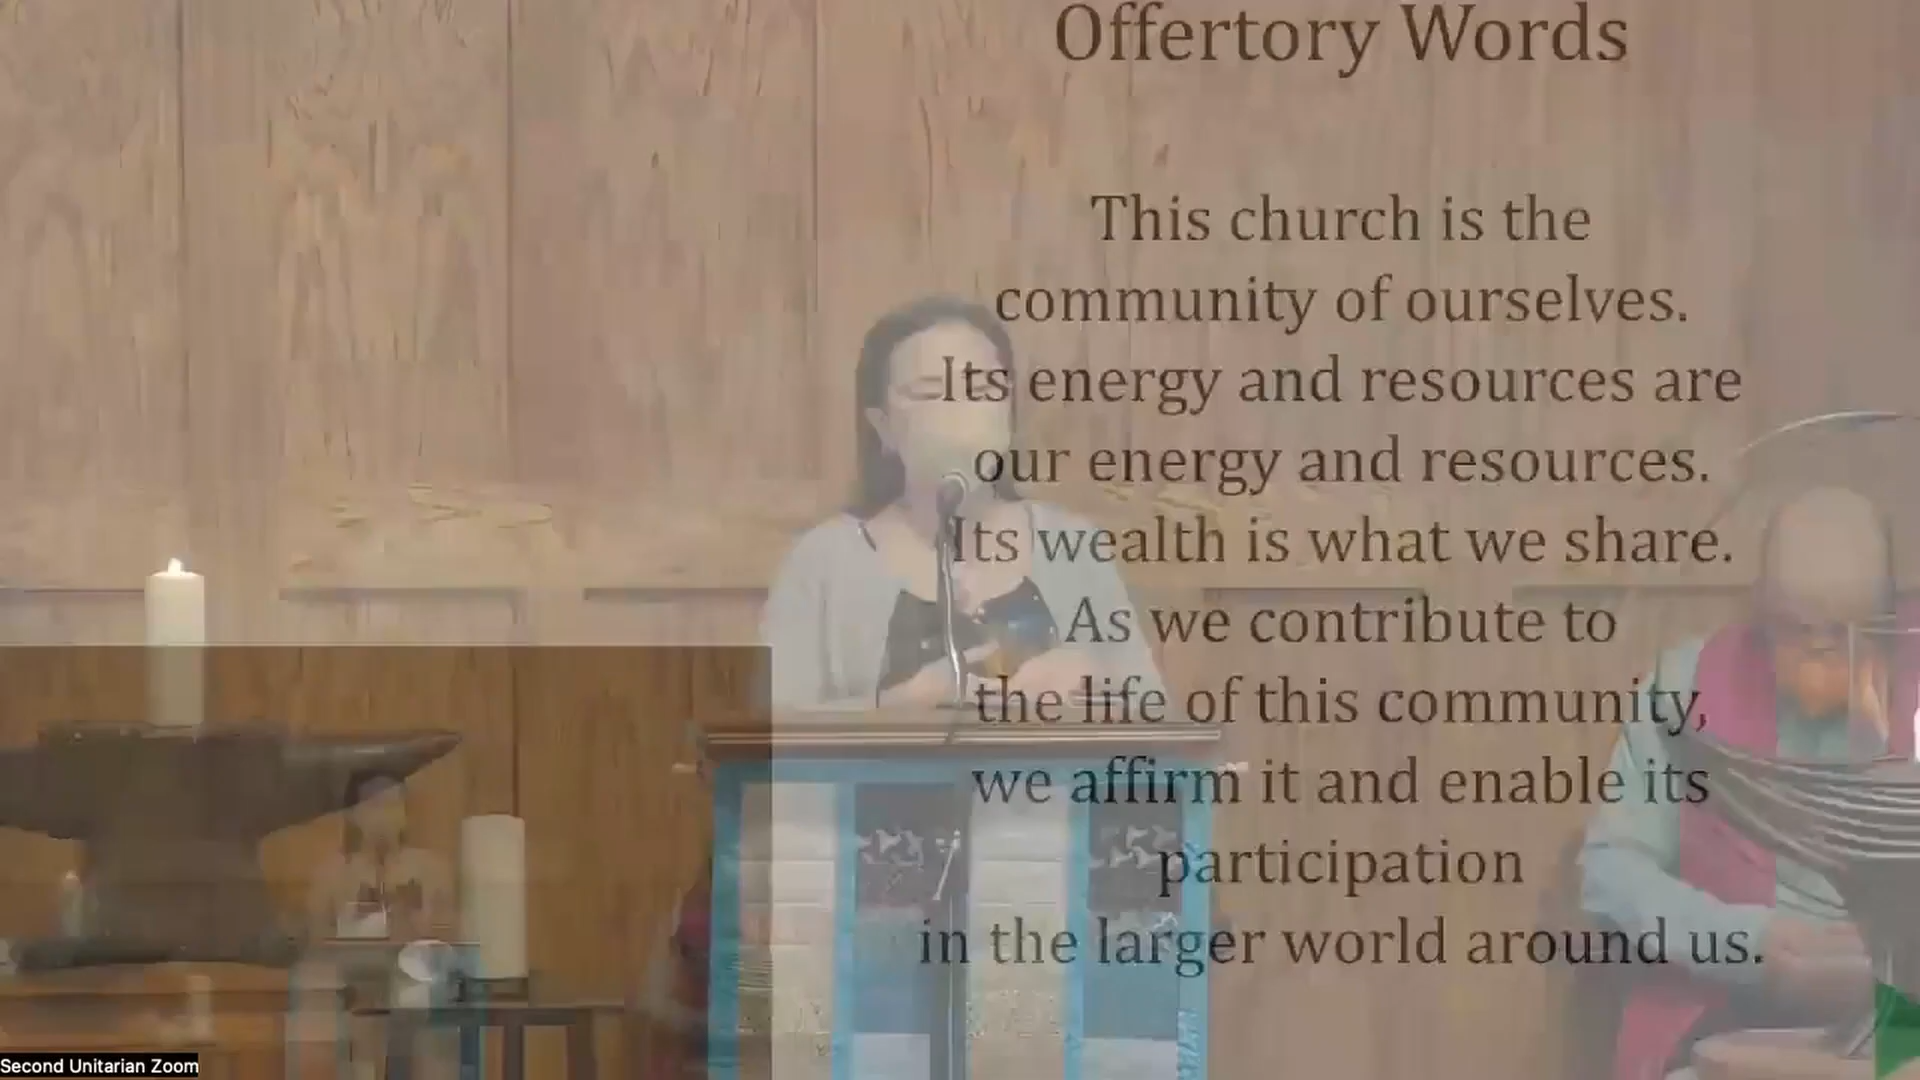 Offertory Words
This church is the
community of ourselves.
Its energy and resources are
our energy and resources.
Its wealth is what we share.
As we contribute to
the life of this community,
we affirm it and enable its
participation
in the larger world around us.
Second Unitarian Zoom